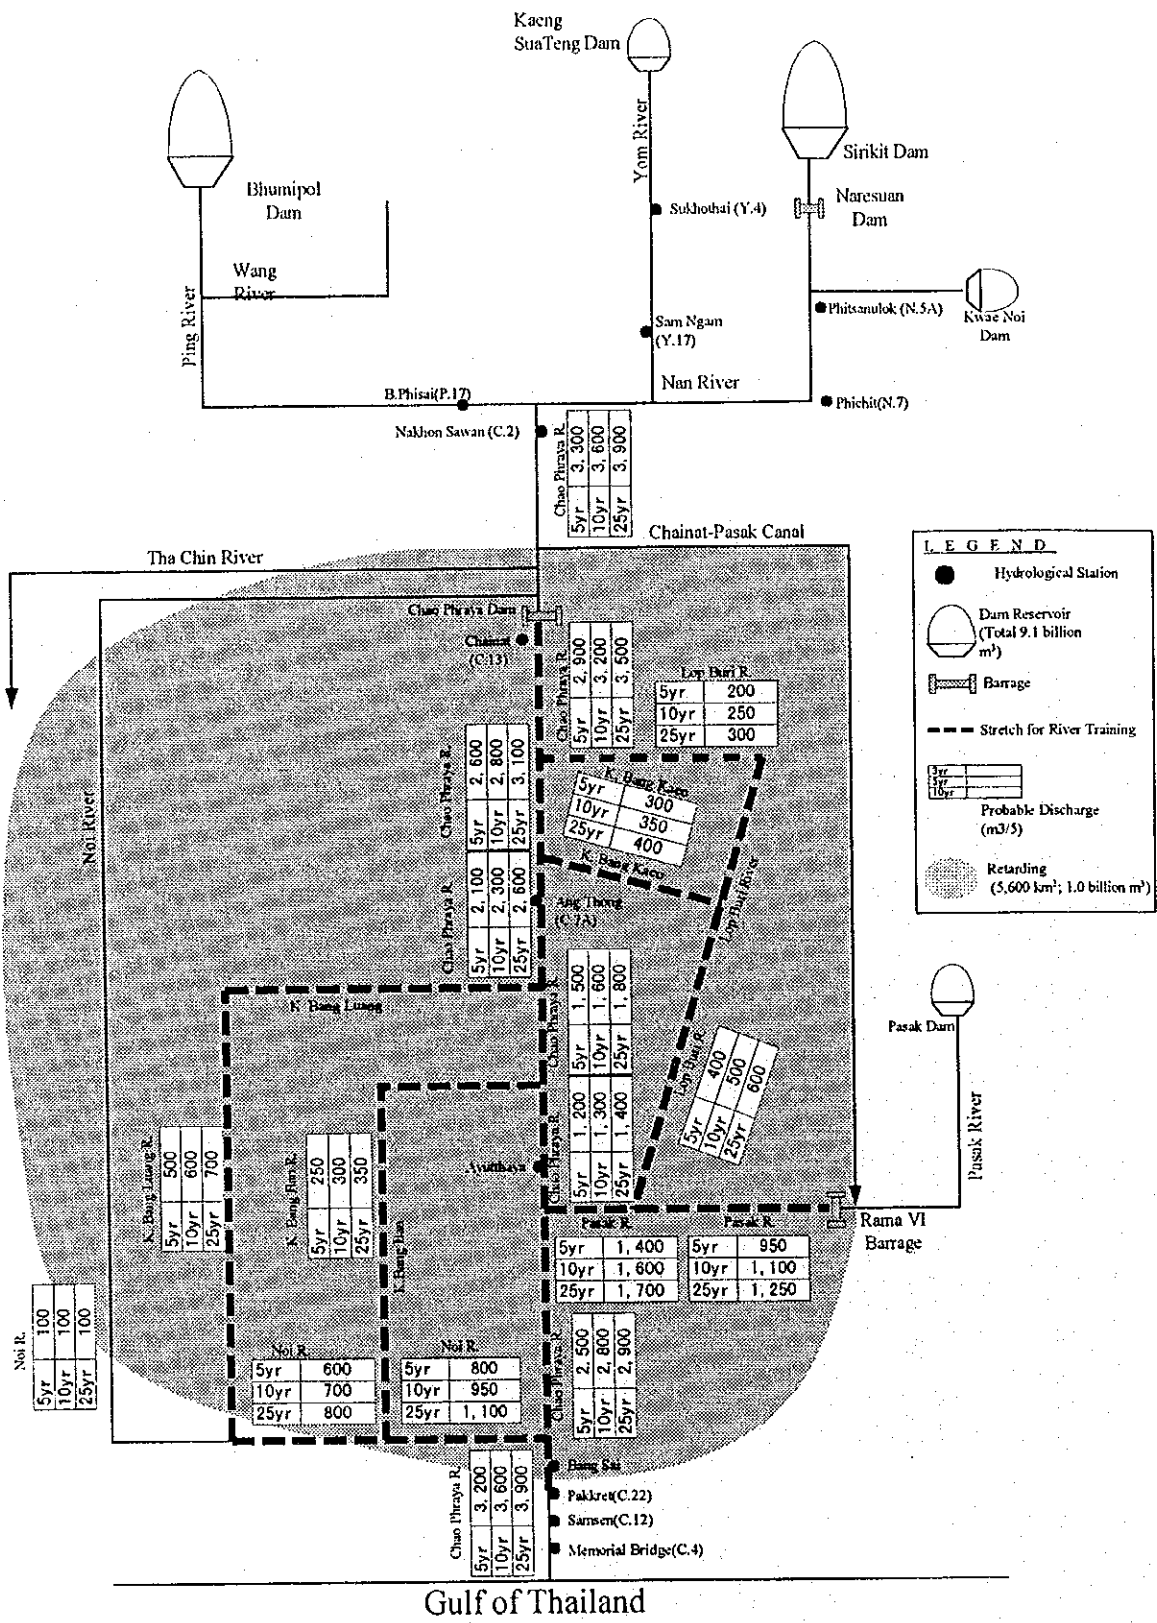 Kaeng
SuaTeng Dam
Yom River
Sirikit Dam
Bhumipol
Dam
Naresuan
Dam
Sukhothai (Y.4)
Wang
River
Ping River
Phitsanulok (N.5A)
Kwae Noi
Dam
Sam Ngam
(Y.17)
Nan River
B.Phisai(P.17)
Phichit(N.7)
Nakhon Sawan (C.2)
Chao Phraya R.
5yr 3,300
10yr 3,600
25yr 3,900
Chainat-Pasak Canal
Tha Chin River
L E G E N D
Hydrological Station
Dam Reservoir
(Total 9.1 billion
m³)
Barrage
Stretch for River Training
5yr
5yr
10yr
Probable Discharge
(m3/5)
Retarding
(5,600 km²; 1.0 billion m³)
Chao Phraya Dam
Chainat
(C.13)
Chao Phraya R.
5yr 2,900
10yr 3,200
25yr 3,500
Lop Buri R.
5yr 200
10yr 250
25yr 300
Chao Phraya R.
5yr 2,600
10yr 2,800
25yr 3,100
K. Bang Kaeo
5yr 300
10yr 350
25yr 400
K. Bang Kaeo
Noi River
Chao Phraya R.
5yr 2,100
10yr 2,300
25yr 2,600
Ang Thong
(C.7A)
Lop Buri River
K. Bang Luang
Chao Phraya R.
5yr 1,500
10yr 1,600
25yr 1,800
Pasak Dam
Lop Buri R.
5yr 400
10yr 500
25yr 600
Chao Phraya R.
5yr 1,200
10yr 1,300
25yr 1,400
Ayutthaya
Pasak River
K. Bang Luang R.
5yr 500
10yr 600
25yr 700
K. Bang Ban R.
5yr 250
10yr 300
25yr 350
K.Bang Ban
Rama VI
Barrage
Pasak R.
5yr 1,400
10yr 1,600
25yr 1,700
Pasak R.
5yr 950
10yr 1,100
25yr 1,250
Noi R.
5yr 100
10yr 100
25yr 100
Noi R.
5yr 600
10yr 700
25yr 800
Noi R.
5yr 800
10yr 950
25yr 1,100
Chao Phraya R.
5yr 2,500
10yr 2,800
25yr 2,900
Chao Phraya R.
5yr 3,200
10yr 3,600
25yr 3,900
Bang Sai
Pakkret(C.22)
Samsen(C.12)
Memorial Bridge(C.4)
Gulf of Thailand